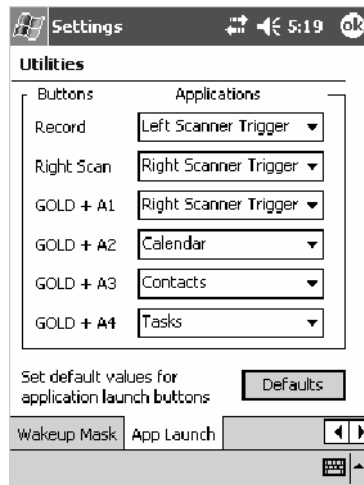 Settings 5:19 ok
Utilities
Buttons Applications
Record Left Scanner Trigger
Right Scan Right Scanner Trigger
GOLD + A1 Right Scanner Trigger
GOLD + A2 Calendar
GOLD + A3 Contacts
GOLD + A4 Tasks
Set default values for
application launch buttons Defaults
Wakeup Mask App Launch